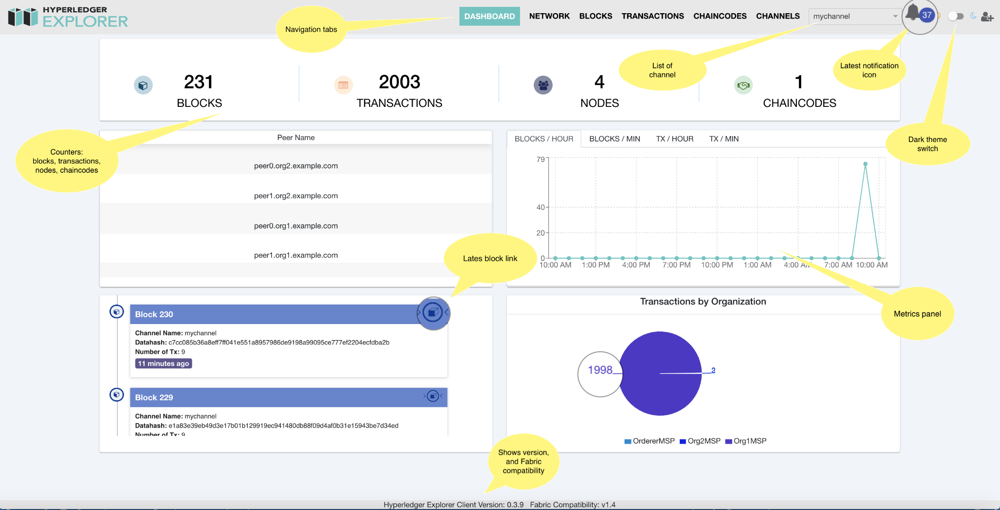 HYPERLEDGER
EXPLORER
DASHBOARD NETWORK BLOCKS TRANSACTIONS CHAINCODES CHANNELS mychannel 37
Navigation tabs
List of
channel
Latest notification
icon
231
BLOCKS
2003
TRANSACTIONS
4
NODES
1
CHAINCODES
Dark theme
switch
Counters:
blocks, transactions,
nodes, chaincodes
Peer Name
peer0.org2.example.com
peer1.org2.example.com
peer0.org1.example.com
peer1.org1.example.com
BLOCKS / HOUR BLOCKS / MIN TX / HOUR TX / MIN
79
40
20
0
10:00 AM 1:00 PM 4:00 PM 7:00 PM 10:00 PM 1:00 AM 4:00 AM 7:00 AM 10:00 AM
Lates block link
Metrics panel
Block 230
Channel Name: mychannel
Datahash: c7cc085b36a8eff7ff041e551a8957986de9198a99095ce777ef2204ecfdba2b
Number of Tx: 9
11 minutes ago
Block 229
Channel Name: mychannel
Datahash: e1a83e39eb49d3e17b01b129919ec941480db88f09d4af0b31e15943be7d34ed
Number of Tx: 9
Transactions by Organization
1998
2
OrdererMSP Org2MSP Org1MSP
Shows version,
and Fabric
compatibility
Hyperledger Explorer Client Version: 0.3.9 Fabric Compatibility: v1.4